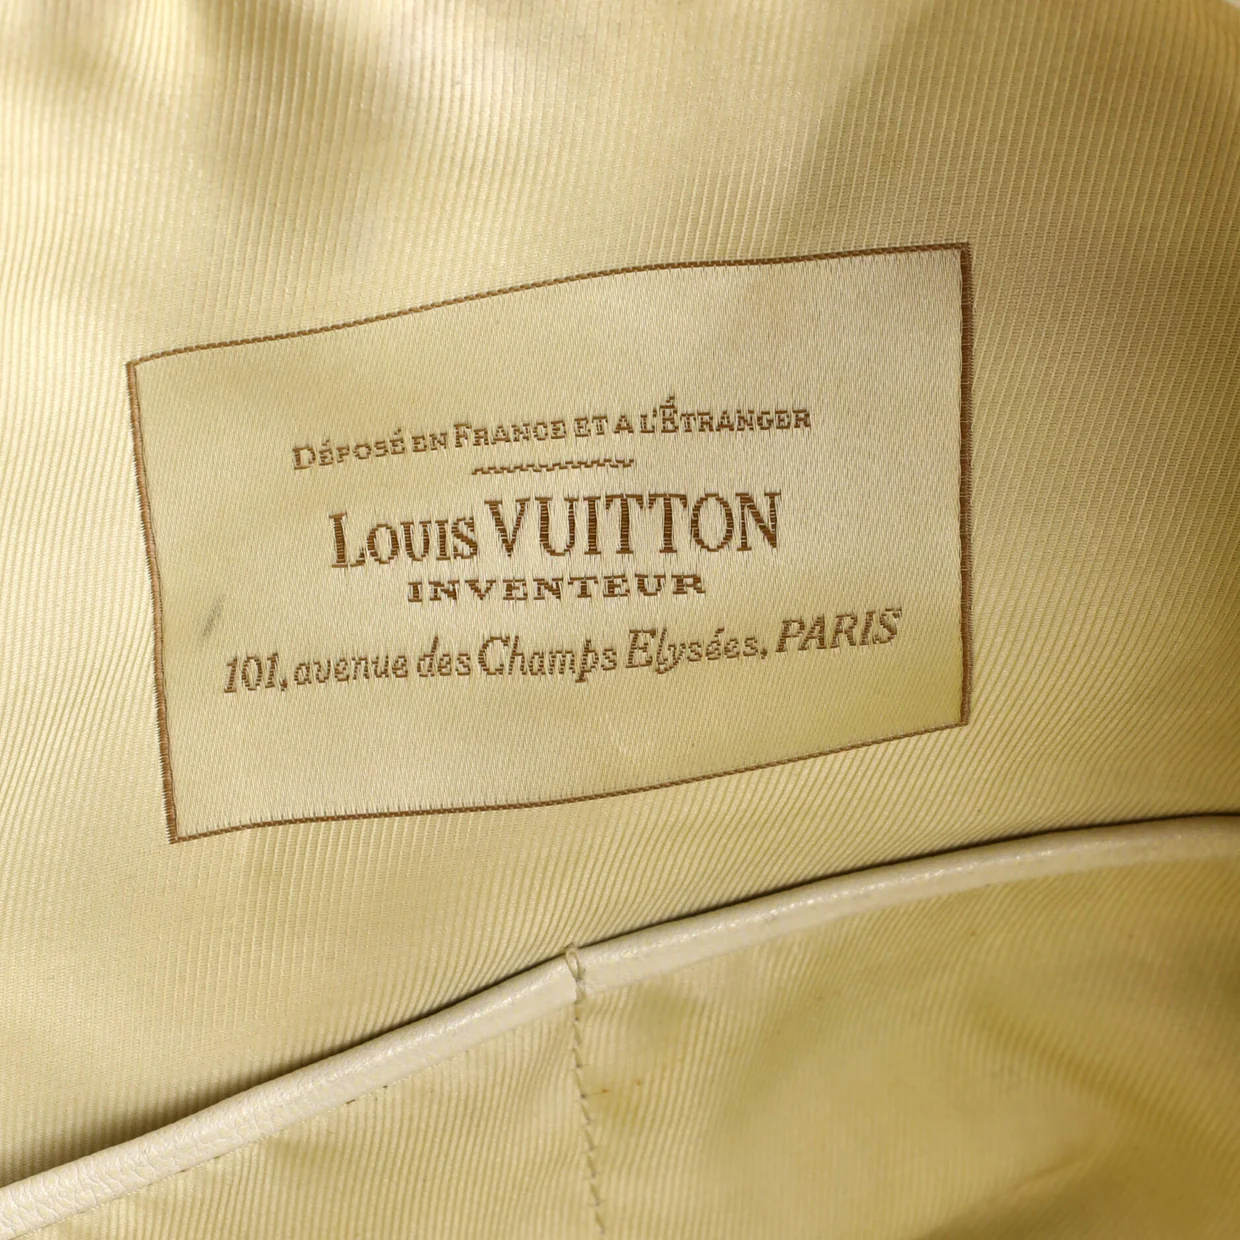 DÉPOSÉ EN FRANCE ET A L'ÉTRANGER
LOUIS VUITTON
INVENTEUR
101, avenue des Champs Elysées, PARIS